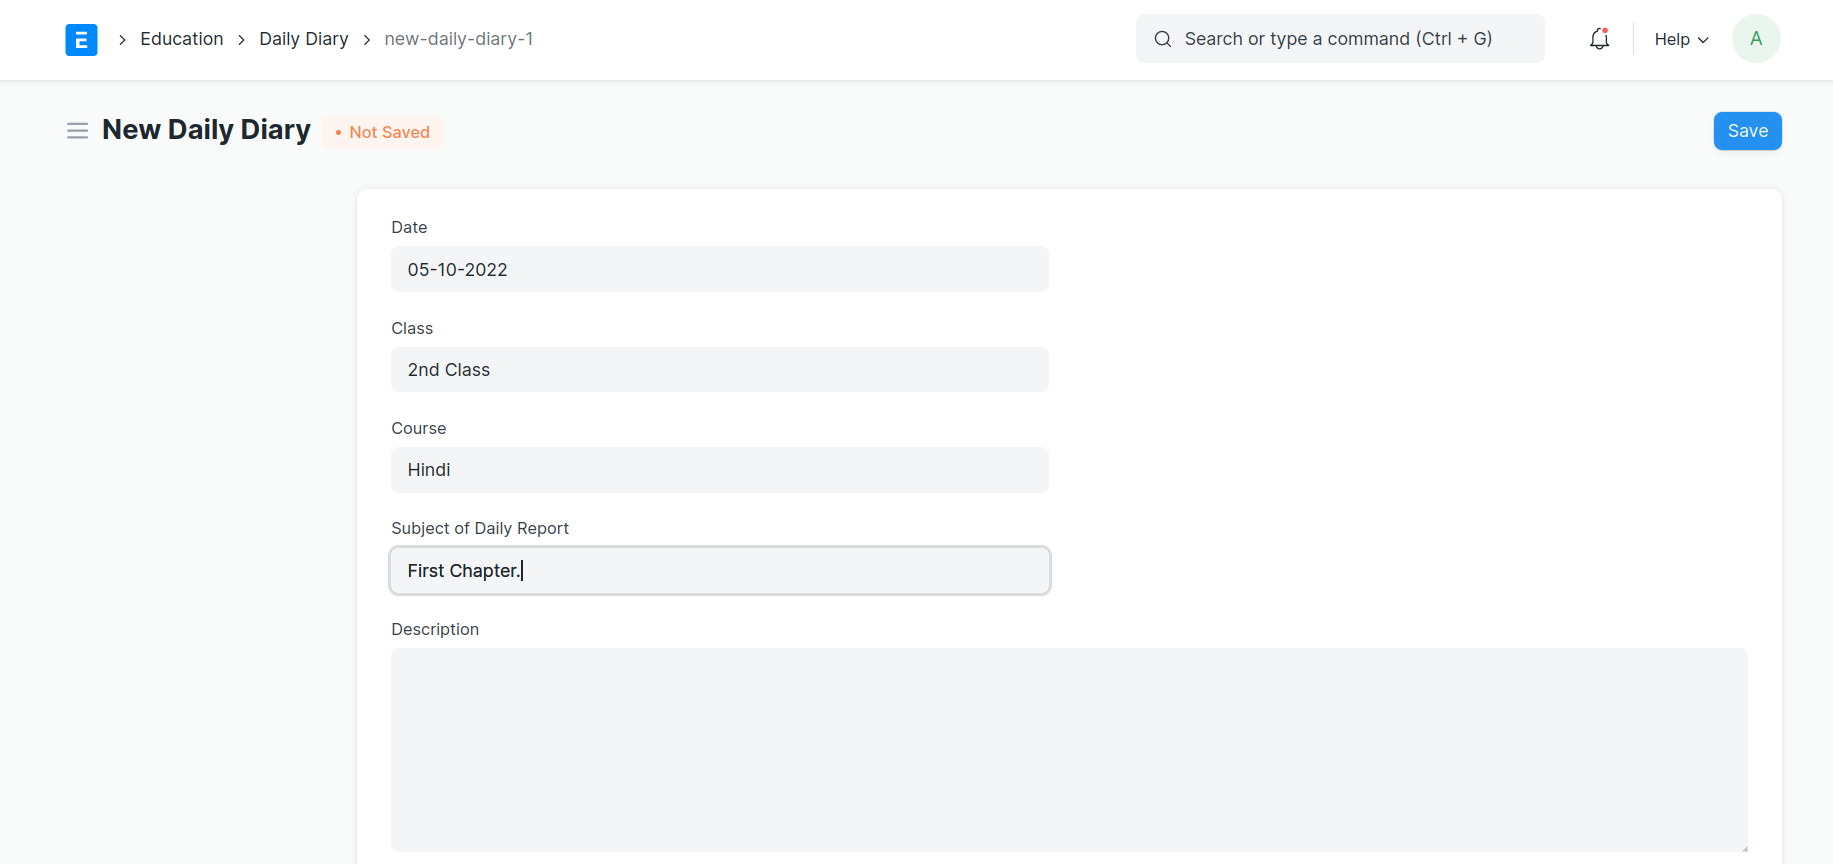 E > Education > Daily Diary > new-daily-diary-1 Search or type a command (Ctrl + G) Help A
New Daily Diary • Not Saved Save
Date
05-10-2022
Class
2nd Class
Course
Hindi
Subject of Daily Report
First Chapter.
Description